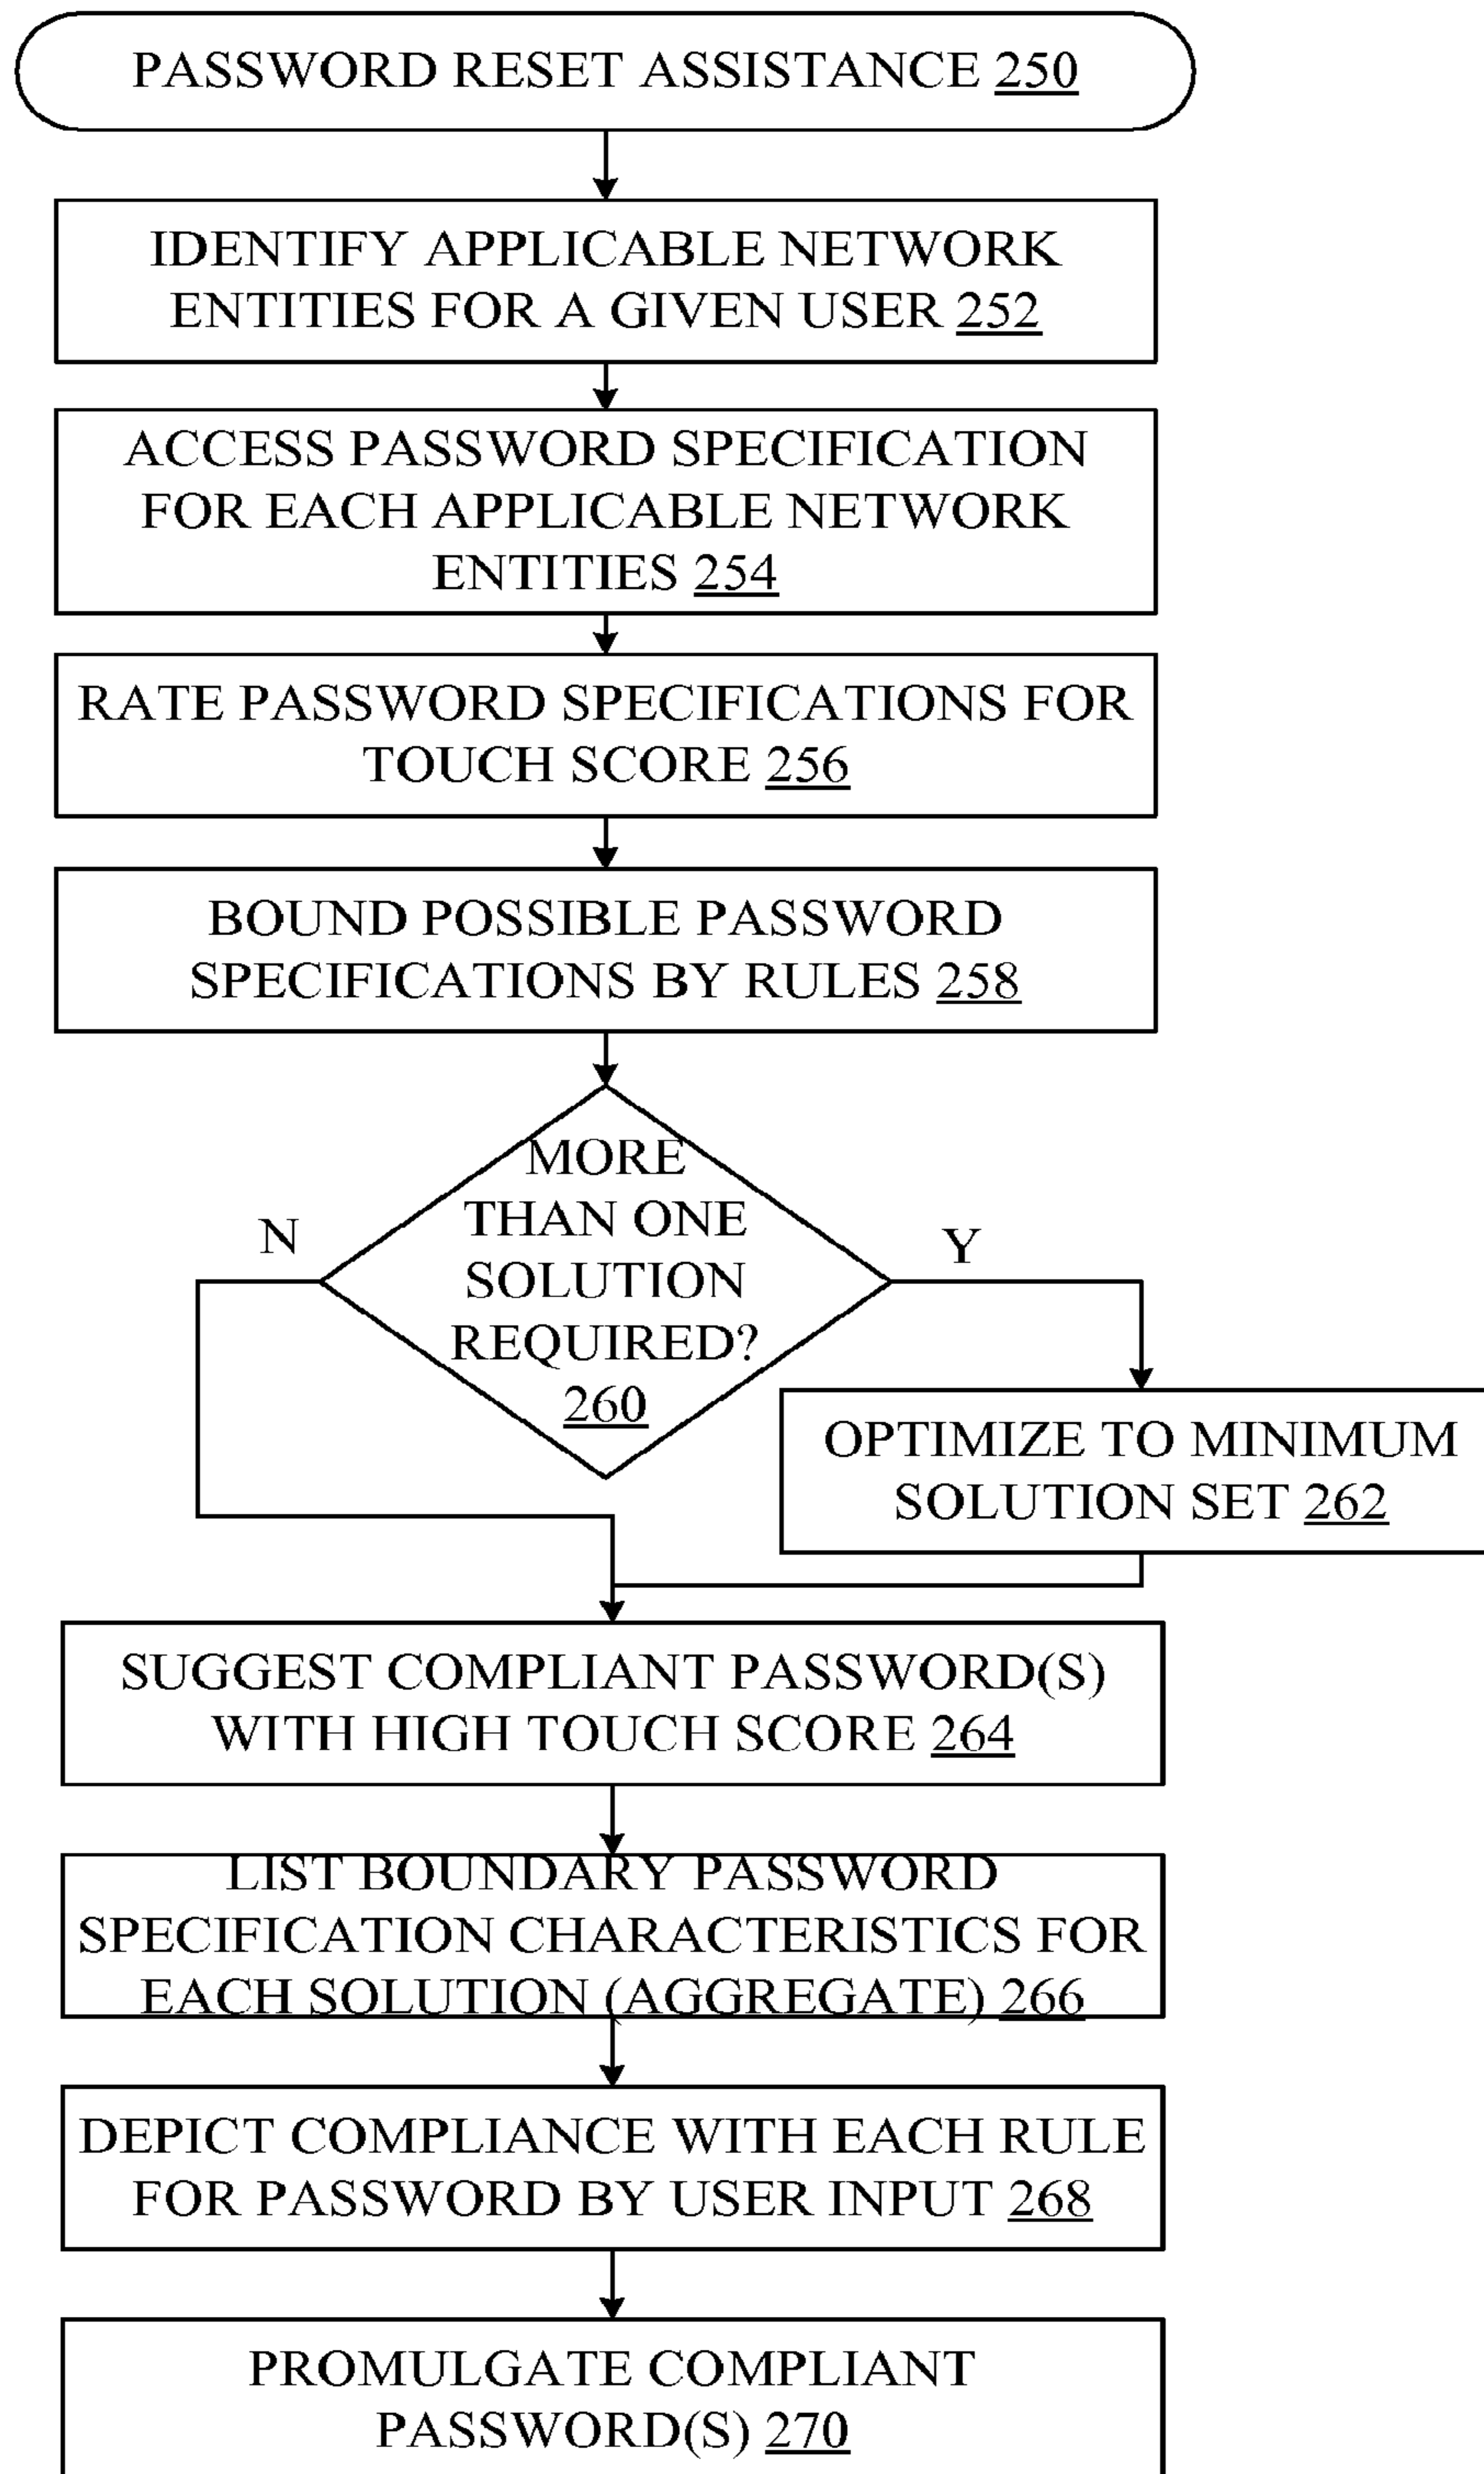 PASSWORD RESET ASSISTANCE 250
IDENTIFY APPLICABLE NETWORK
ENTITIES FOR A GIVEN USER 252
ACCESS PASSWORD SPECIFICATION
FOR EACH APPLICABLE NETWORK
ENTITIES 254
RATE PASSWORD SPECIFICATIONS FOR
TOUCH SCORE 256
BOUND POSSIBLE PASSWORD
SPECIFICATIONS BY RULES 258
MORE
THAN ONE
SOLUTION
REQUIRED?
260
N
Y
OPTIMIZE TO MINIMUM
SOLUTION SET 262
SUGGEST COMPLIANT PASSWORD(S)
WITH HIGH TOUCH SCORE 264
LIST BOUNDARY PASSWORD
SPECIFICATION CHARACTERISTICS FOR
EACH SOLUTION (AGGREGATE) 266
DEPICT COMPLIANCE WITH EACH RULE
FOR PASSWORD BY USER INPUT 268
PROMULGATE COMPLIANT
PASSWORD(S) 270